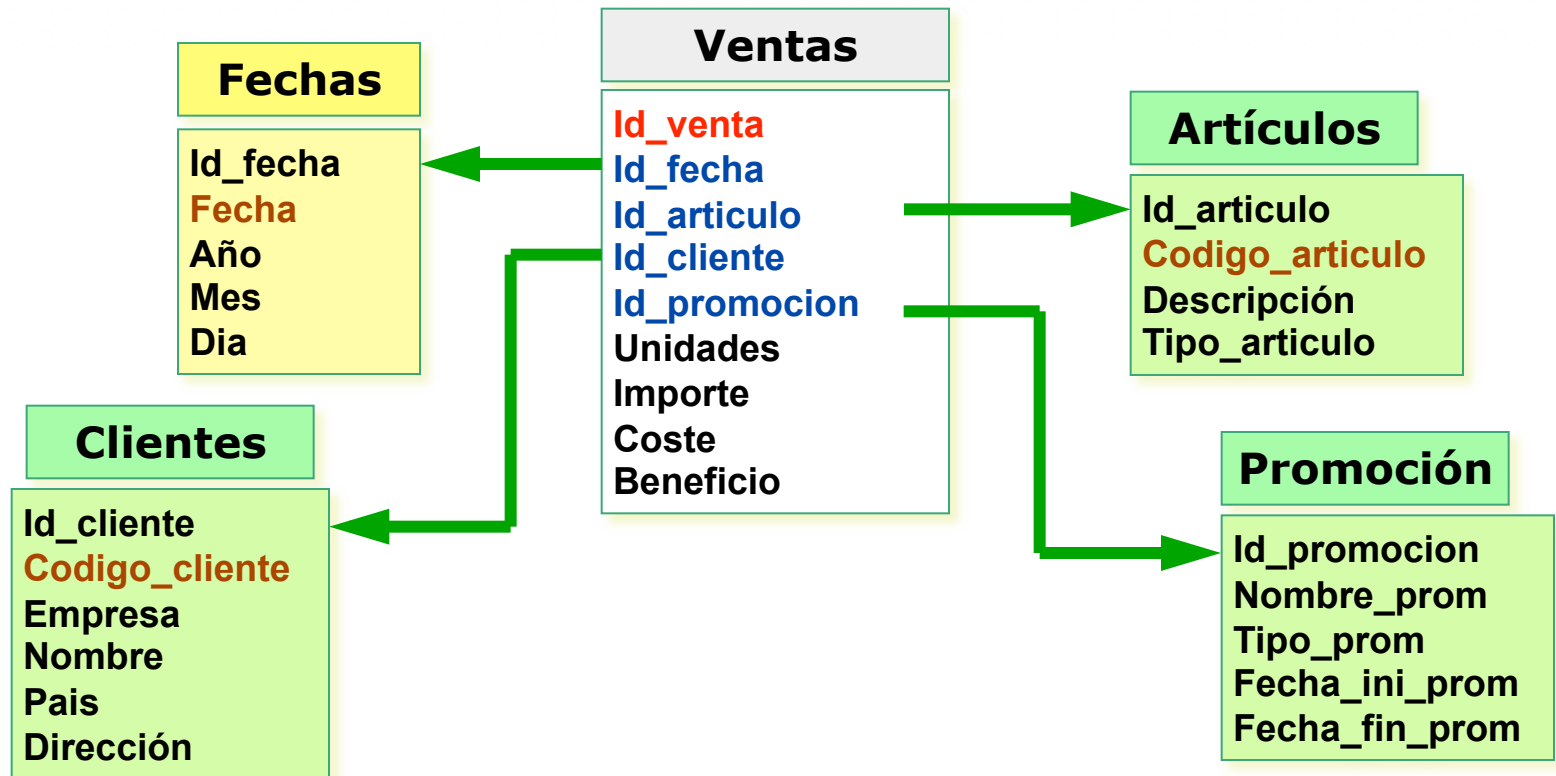 Ventas
Id_venta
Id_fecha
Id_articulo
Id_cliente
Id_promocion
Unidades
Importe
Coste
Beneficio
Fechas
Id_fecha
Fecha
Año
Mes
Dia
Artículos
Id_articulo
Codigo_articulo
Descripción
Tipo_articulo
Clientes
Id_cliente
Codigo_cliente
Empresa
Nombre
Pais
Dirección
Promoción
Id_promocion
Nombre_prom
Tipo_prom
Fecha_ini_prom
Fecha_fin_prom